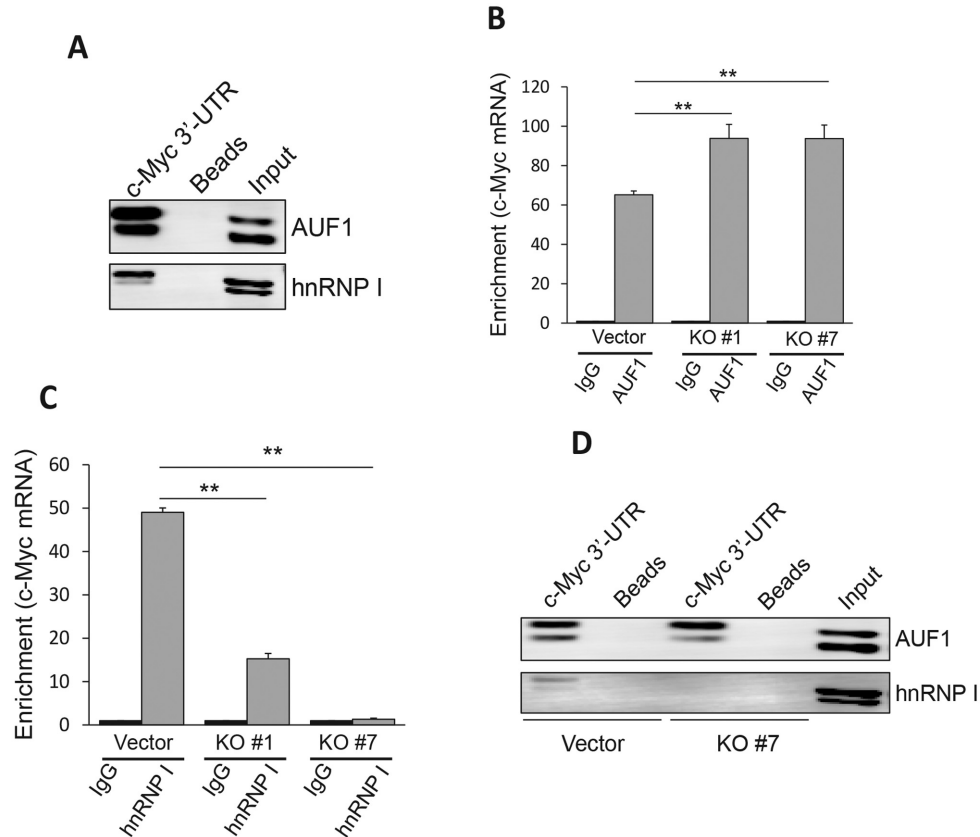 A
c-Myc 3'-UTR
Beads
Input
AUF1
hnRNP I
B
**
**
Enrichment (c-Myc mRNA)
120
100
80
60
40
20
0
Vector
KO #1
KO #7
IgG
AUF1
IgG
AUF1
IgG
AUF1
C
**
**
Enrichment (c-Myc mRNA)
60
50
40
30
20
10
0
Vector
KO #1
KO #7
IgG
hnRNP I
IgG
hnRNP I
IgG
hnRNP I
D
c-Myc 3'-UTR
Beads
c-Myc 3'-UTR
Beads
Input
AUF1
hnRNP I
Vector
KO #7